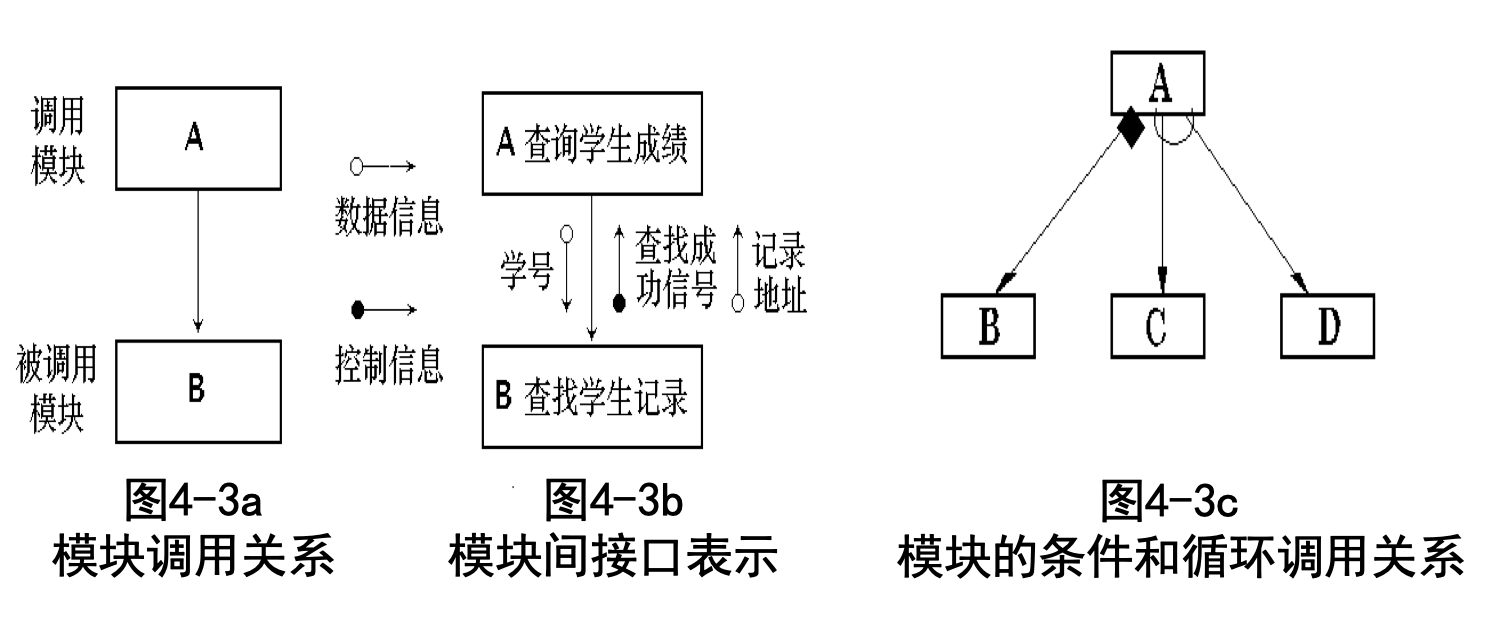 调用
模块
A
被调用
模块
B
图4-3a
模块调用关系
数据信息
控制信息
A 查询学生成绩
学号
查找成
功信号
记录
地址
B 查找学生记录
图4-3b
模块间接口表示
A
B
C
D
图4-3c
模块的条件和循环调用关系